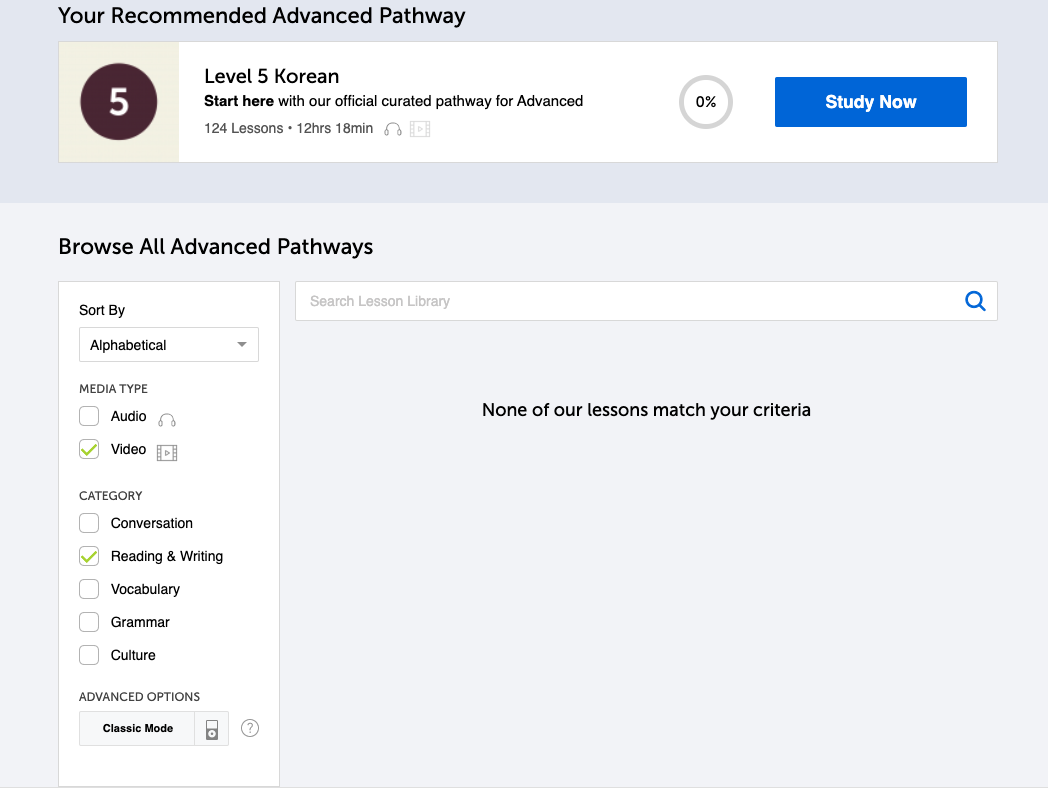 Your Recommended Advanced Pathway
5
Level 5 Korean
Start here with our official curated pathway for Advanced
124 Lessons • 12hrs 18min
0%
Study Now
Browse All Advanced Pathways
Sort By
Alphabetical
MEDIA TYPE
Audio
Video
CATEGORY
Conversation
Reading & Writing
Vocabulary
Grammar
Culture
ADVANCED OPTIONS
Classic Mode
?
Search Lesson Library
None of our lessons match your criteria